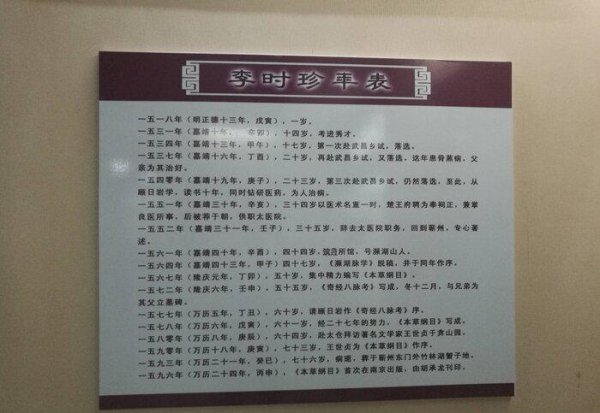 李时珍年表
一五一八年（明正德十三年，戊寅），一岁。
一五三一年（嘉靖十年， 辛卯），十四岁，考进秀才。
一五三四年（嘉靖十三年，甲午），十七岁，第一次赴武昌乡试，落选。
一五三七年（嘉靖十六年，丁酉），二十岁，再赴武昌乡试，又落选。这年患骨蒸病，父
亲为其治好。
一五四零年（嘉靖十九年，庚子），二十三岁，第三次赴武昌乡试，仍然落选，至此，从
顾日岩学，读书十年，同时钻研医药，为人治病。
一五五一年（嘉靖三十年，辛亥），三十四岁以医术名重一时，楚王府聘为奉祠正，兼掌
良医所事，后被荐于朝，供职太医院。
一五五二年（嘉靖三十一年，壬子），三十五岁，辞去太医院职务，回到蕲州，专心著
述。
一五六一年（嘉靖四十年，辛酉），四十四岁，筑 所馆，号濒湖山人。
一五六四年（嘉靖四十三年，甲子）四十七岁，《濒湖脉学》脱稿，并于同年作序。
一五六七年（隆庆元年，丁卯），五十岁，集中精力编写《本草纲目》。
一五七二年（隆庆六年，壬申），五十五岁，《奇经八脉考》写成，冬十二月，与兄弟为
其父立墓碑。
一五七七年（万历五年，丁丑），六十岁，请顾日岩作《奇经八脉考》序。
一五七八年（万历六年，戊寅），六十一岁，经二十七年的努力，《本草纲目》写成。
一五八零年（万历八年，庚辰），六十三岁，赴太仓拜访著名文学家王世贞于弇山园。
一五九零年（万历十八年，庚寅），七十三岁，王世贞为《本草纲目》作序。
一五九三年（万历二十一年，癸巳），七十六岁，病逝，葬于蕲州东门外竹林湖蟹子地。
一五九六年（万历二十四年，丙申），《本草纲目》首次在南京出版，由胡承龙刊印。